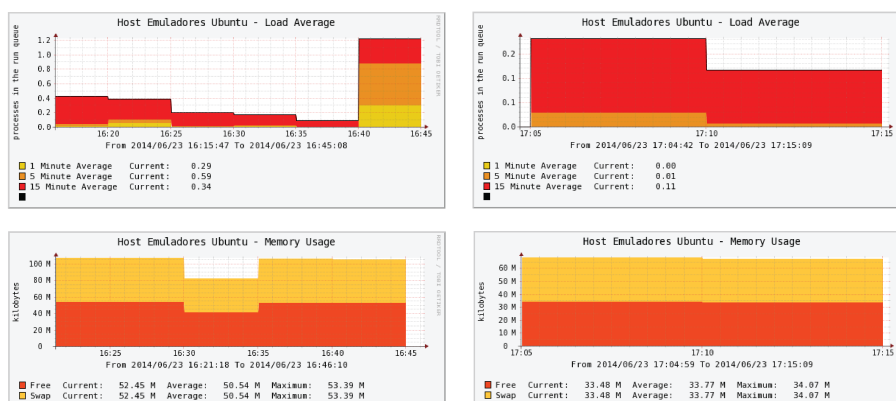 Host Emuladores Ubuntu - Load Average
RRDTOOL / TOBI OETIKER
processes in the run queue
1.2
1.0
0.8
0.6
0.4
0.2
0.0
16:20 16:25 16:30 16:35 16:40 16:45
From 2014/06/23 16:15:47 To 2014/06/23 16:45:08
1 Minute Average Current: 0.29
5 Minute Average Current: 0.59
15 Minute Average Current: 0.34
Host Emuladores Ubuntu - Load Average
processes in the run queue
0.2
0.1
0.1
0.0
17:05 17:10 17:15
From 2014/06/23 17:04:42 To 2014/06/23 17:15:09
1 Minute Average Current: 0.00
5 Minute Average Current: 0.01
15 Minute Average Current: 0.11
Host Emuladores Ubuntu - Memory Usage
RRDTOOL / TOBI OETIKER
kilobytes
100 M
80 M
60 M
40 M
20 M
0
16:25 16:30 16:35 16:40 16:45
From 2014/06/23 16:21:18 To 2014/06/23 16:46:10
Free Current: 52.45 M Average: 50.54 M Maximum: 53.39 M
Swap Current: 52.45 M Average: 50.54 M Maximum: 53.39 M
Host Emuladores Ubuntu - Memory Usage
kilobytes
60 M
50 M
40 M
30 M
20 M
10 M
0
17:05 17:10 17:15
From 2014/06/23 17:04:59 To 2014/06/23 17:15:09
Free Current: 33.48 M Average: 33.77 M Maximum: 34.07 M
Swap Current: 33.48 M Average: 33.77 M Maximum: 34.07 M